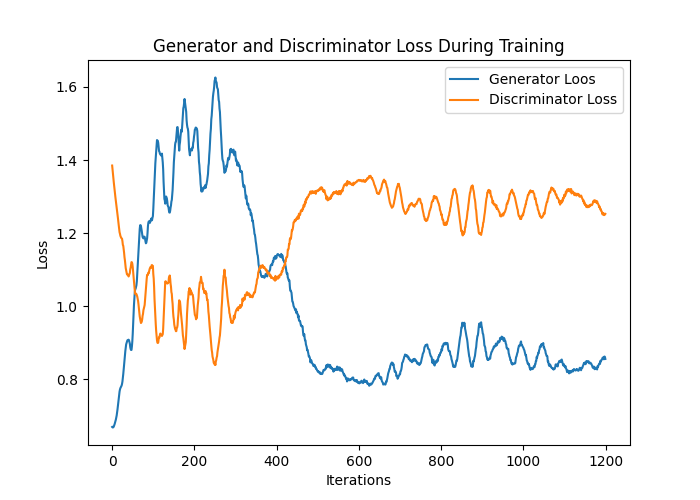 Generator and Discriminator Loss During Training
Generator Loos
Discriminator Loss
1.6
1.4
1.2
1.0
0.8
Loss
0
200
400
600
800
1000
1200
Iterations